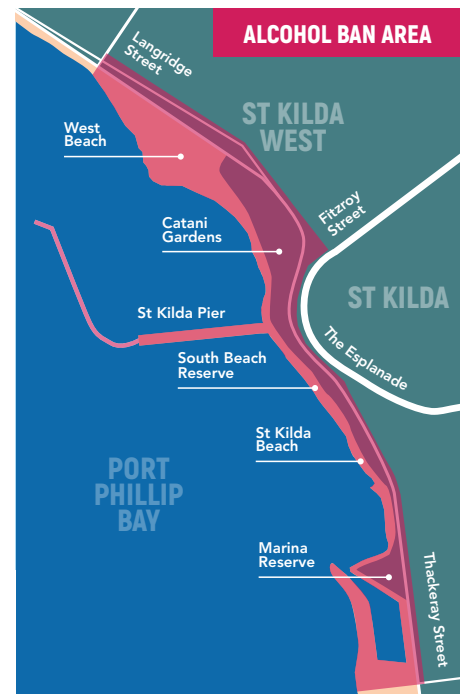 ALCOHOL BAN AREA
Langridge
Street
ST KILDA
WEST
West
Beach
Fitzroy
Street
Catani
Gardens
ST KILDA
St Kilda Pier
The Esplanade
South Beach
Reserve
St Kilda
Beach
PORT
PHILLIP
BAY
Marina
Reserve
Thackeray Street